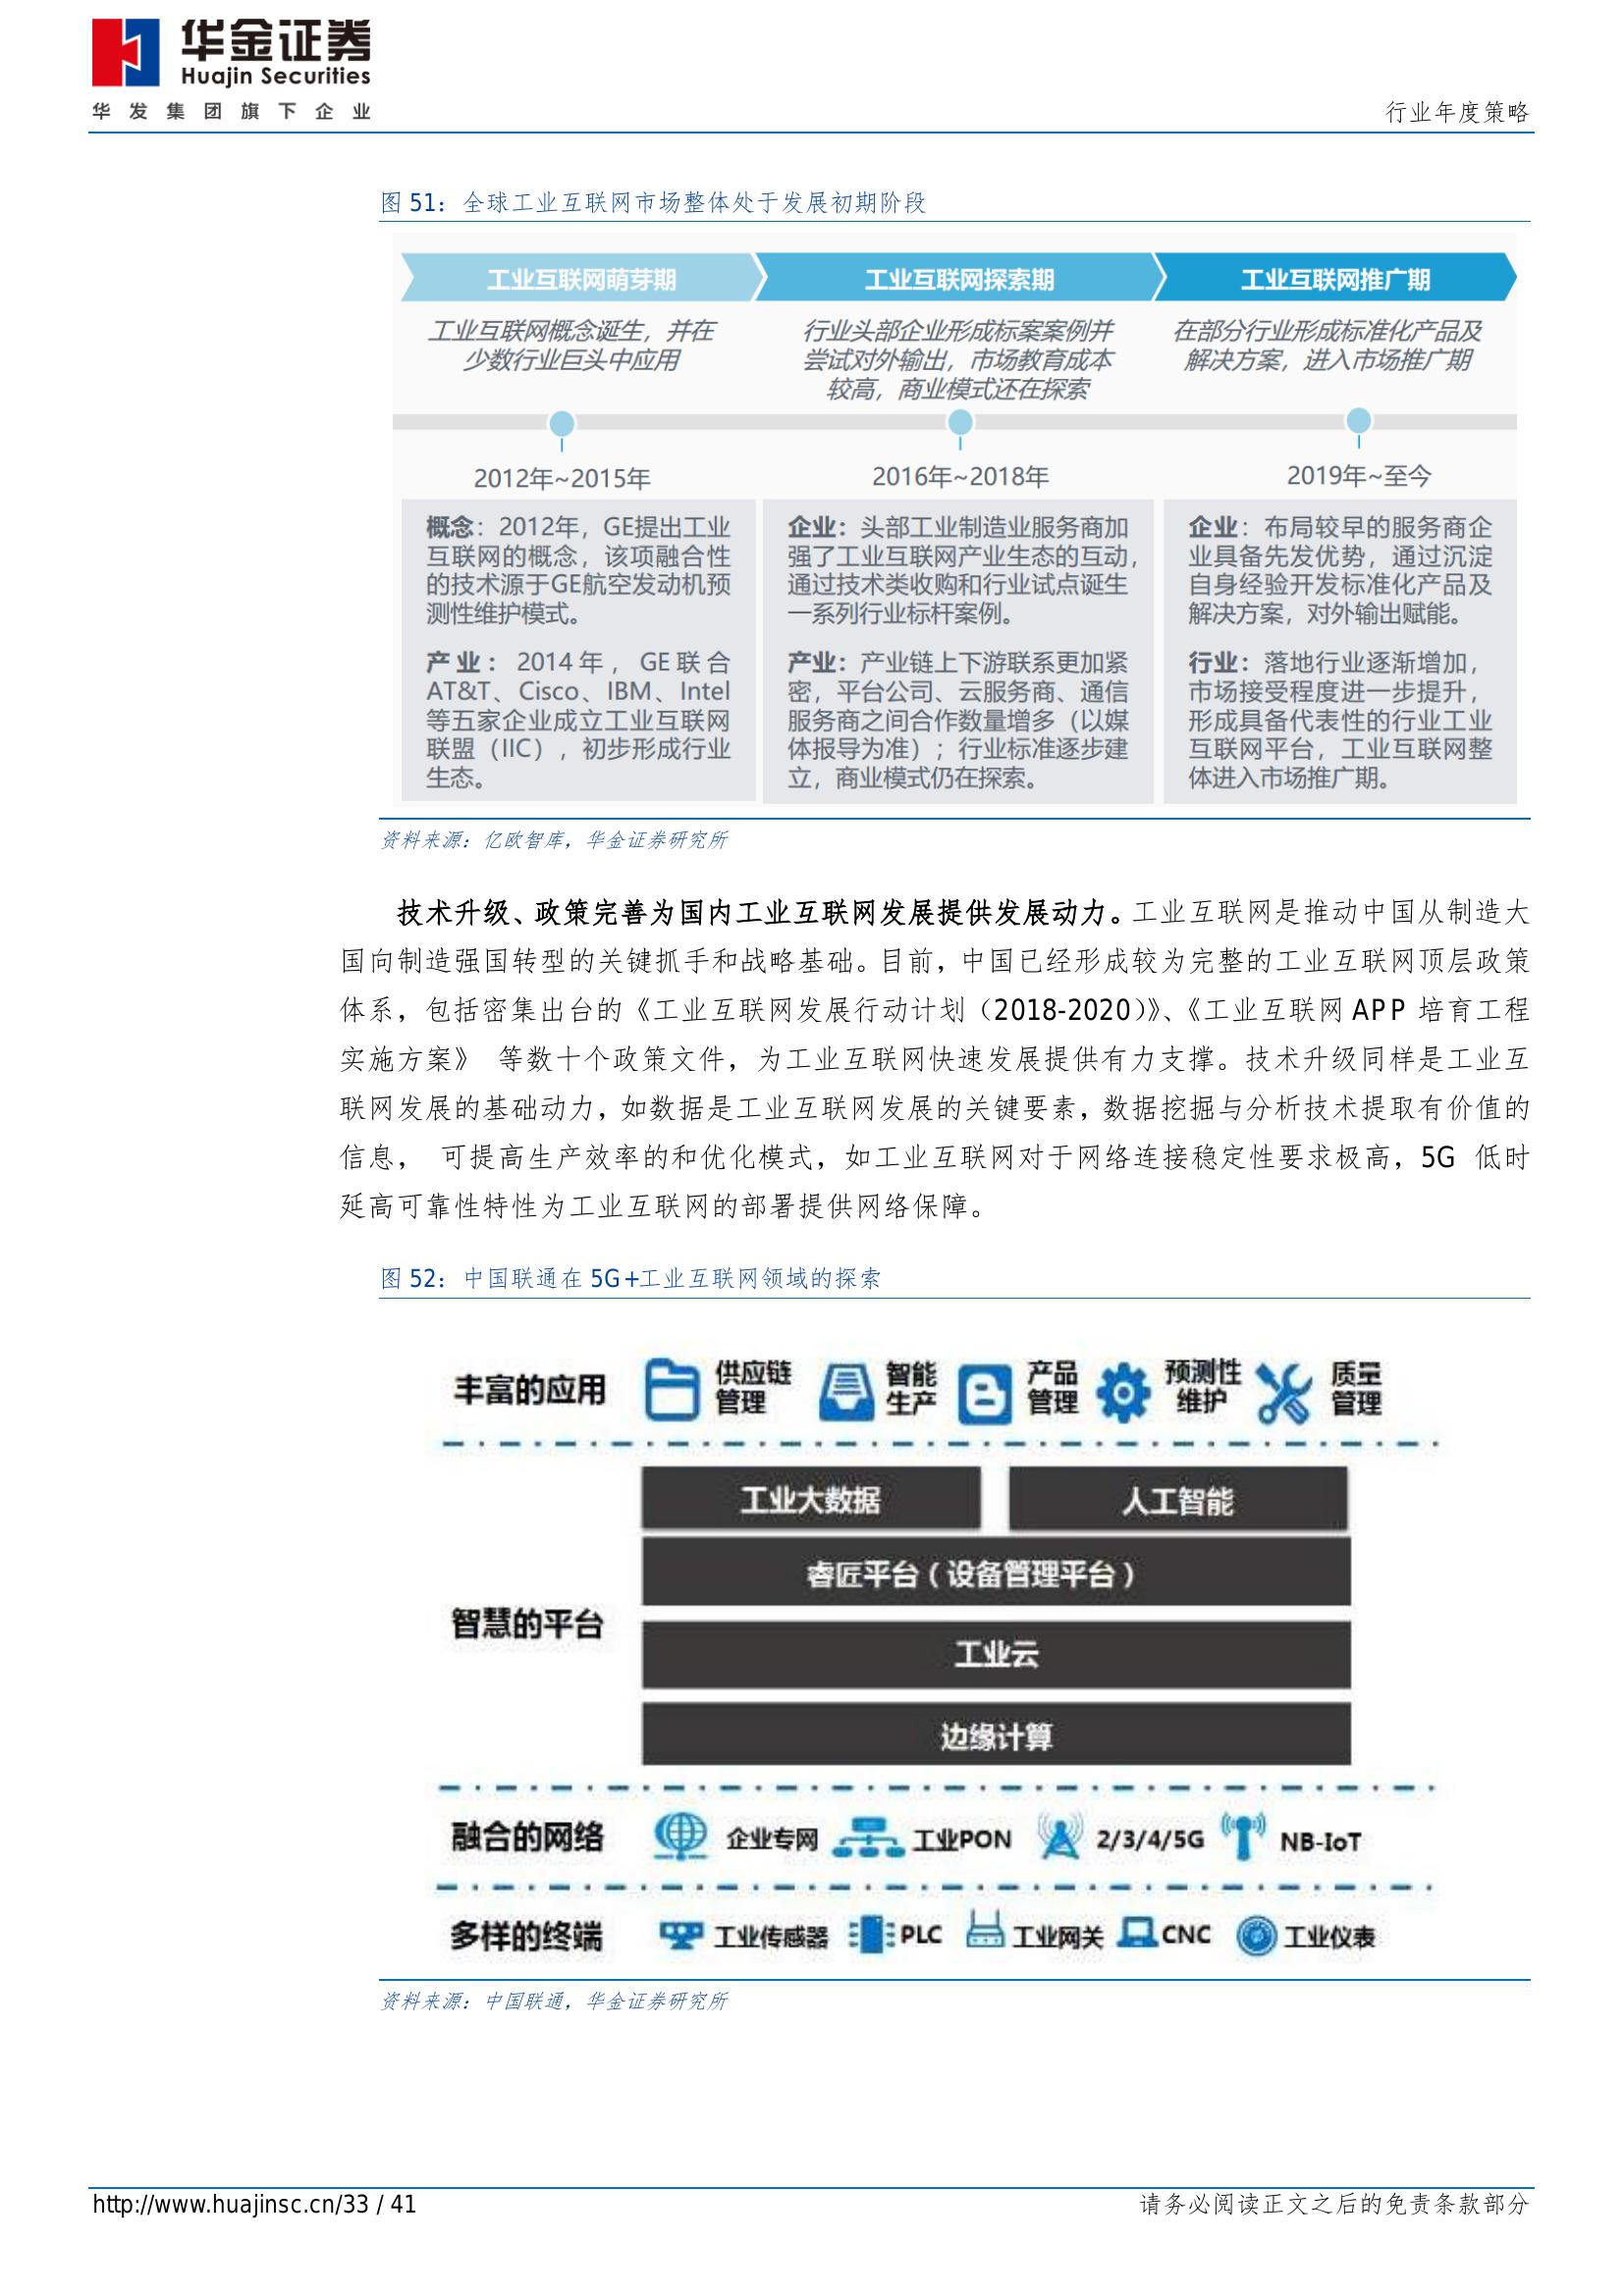 华金证券
Huajin Securities
华发集团旗下企业
行业年度策略
图 51：全球工业互联网市场整体处于发展初期阶段
工业互联网萌芽期
工业互联网探索期
工业互联网推广期
工业互联网概念诞生，并在
少数行业巨头中应用
行业头部企业形成标案案例并
尝试对外输出，市场教育成本
较高，商业模式还在探索
在部分行业形成标准化产品及
解决方案，进入市场推广期
2012年~2015年
2016年~2018年
2019年~至今
概念：2012年，GE提出工业
互联网的概念，该项融合性
的技术源于GE航空发动机预
测性维护模式。
产业：2014年，GE联合
AT&T、Cisco、IBM、Intel
等五家企业成立工业互联网
联盟（IIC），初步形成行业
生态。
企业：头部工业制造业服务商加
强了工业互联网产业生态的互动，
通过技术类收购和行业试点诞生
一系列行业标杆案例。
产业：产业链上下游联系更加紧
密，平台公司、云服务商、通信
服务商之间合作数量增多（以媒
体报导为准）；行业标准逐步建
立，商业模式仍在探索。
企业：布局较早的服务商企
业具备先发优势，通过沉淀
自身经验开发标准化产品及
解决方案，对外输出赋能。
行业：落地行业逐渐增加，
市场接受程度进一步提升，
形成具备代表性的行业工业
互联网平台，工业互联网整
体进入市场推广期。
资料来源：亿欧智库，华金证券研究所
技术升级、政策完善为国内工业互联网发展提供发展动力。工业互联网是推动中国从制造大
国向制造强国转型的关键抓手和战略基础。目前，中国已经形成较为完整的工业互联网顶层政策
体系，包括密集出台的《工业互联网发展行动计划（2018-2020）》、《工业互联网 APP 培育工程
实施方案》 等数十个政策文件，为工业互联网快速发展提供有力支撑。技术升级同样是工业互
联网发展的基础动力，如数据是工业互联网发展的关键要素，数据挖掘与分析技术提取有价值的
信息， 可提高生产效率的和优化模式，如工业互联网对于网络连接稳定性要求极高，5G 低时
延高可靠性特性为工业互联网的部署提供网络保障。
图 52：中国联通在 5G+工业互联网领域的探索
丰富的应用
供应链
管理
智能
生产
产品
管理
预测性
维护
质量
管理
智慧的平台
工业大数据
人工智能
睿匠平台（设备管理平台）
工业云
边缘计算
融合的网络
企业专网
工业PON
2/3/4/5G
NB-IoT
多样的终端
工业传感器
PLC
工业网关
CNC
工业仪表
资料来源：中国联通，华金证券研究所
http://www.huajinsc.cn/33 / 41
请务必阅读正文之后的免责条款部分